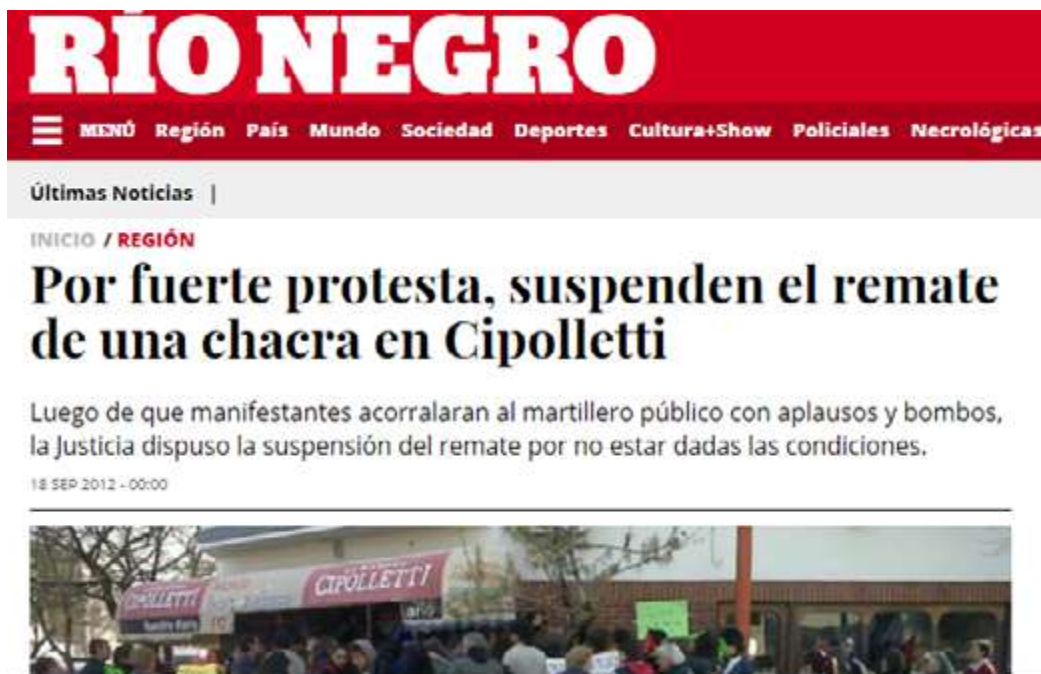 RÍO NEGRO
MENÚ Región País Mundo Sociedad Deportes Cultura+Show Policiales Necrológicas
Últimas Noticias |
INICIO / REGIÓN
Por fuerte protesta, suspenden el remate
de una chacra en Cipolletti
Luego de que manifestantes acorralaran al martillero público con aplausos y bombos,
la Justicia dispuso la suspensión del remate por no estar dadas las condiciones.
18 SEP 2012 - 00:00
CIPOLLETTI